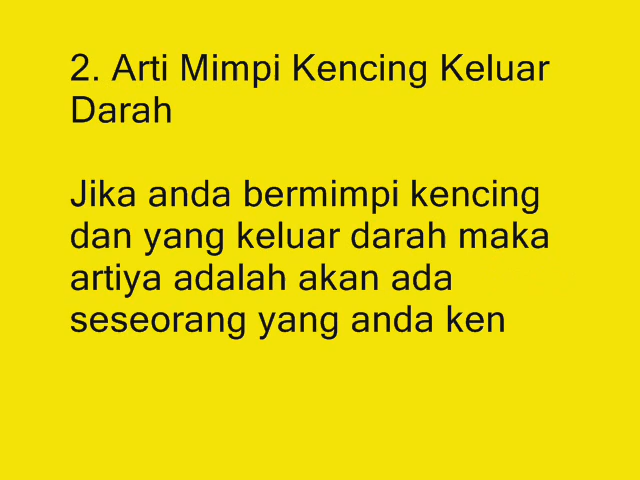 2. Arti Mimpi Kencing Keluar
Darah
Jika anda bermimpi kencing
dan yang keluar darah maka
artiya adalah akan ada
seseorang yang anda ken